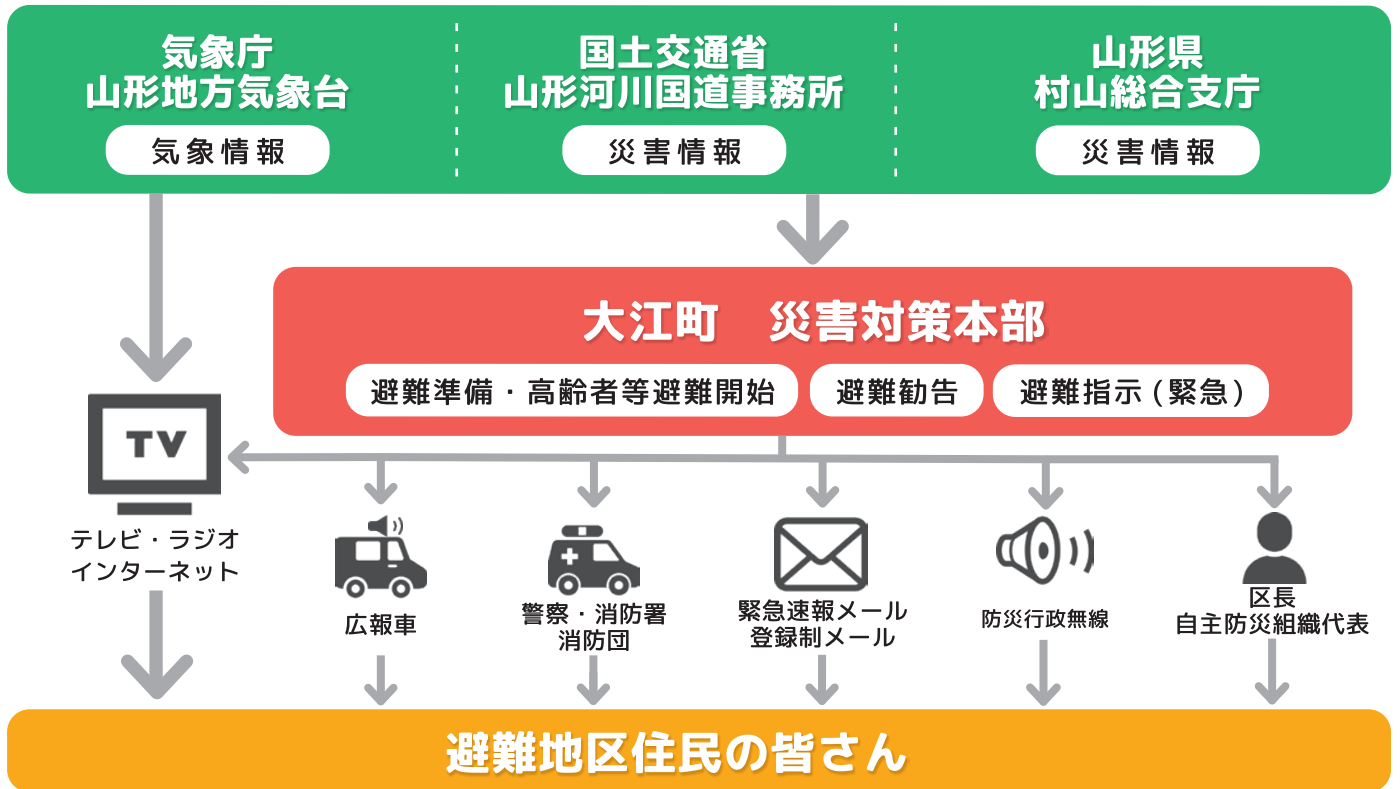 気象庁
山形地方気象台
気象情報
国土交通省
山形河川国道事務所
災害情報
山形県
村山総合支庁
災害情報
大江町　災害対策本部
避難準備・高齢者等避難開始
避難勧告
避難指示(緊急)
TV
テレビ・ラジオ
インターネット
広報車
警察・消防署
消防団
緊急速報メール
登録制メール
防災行政無線
区長
自主防災組織代表
避難地区住民の皆さん